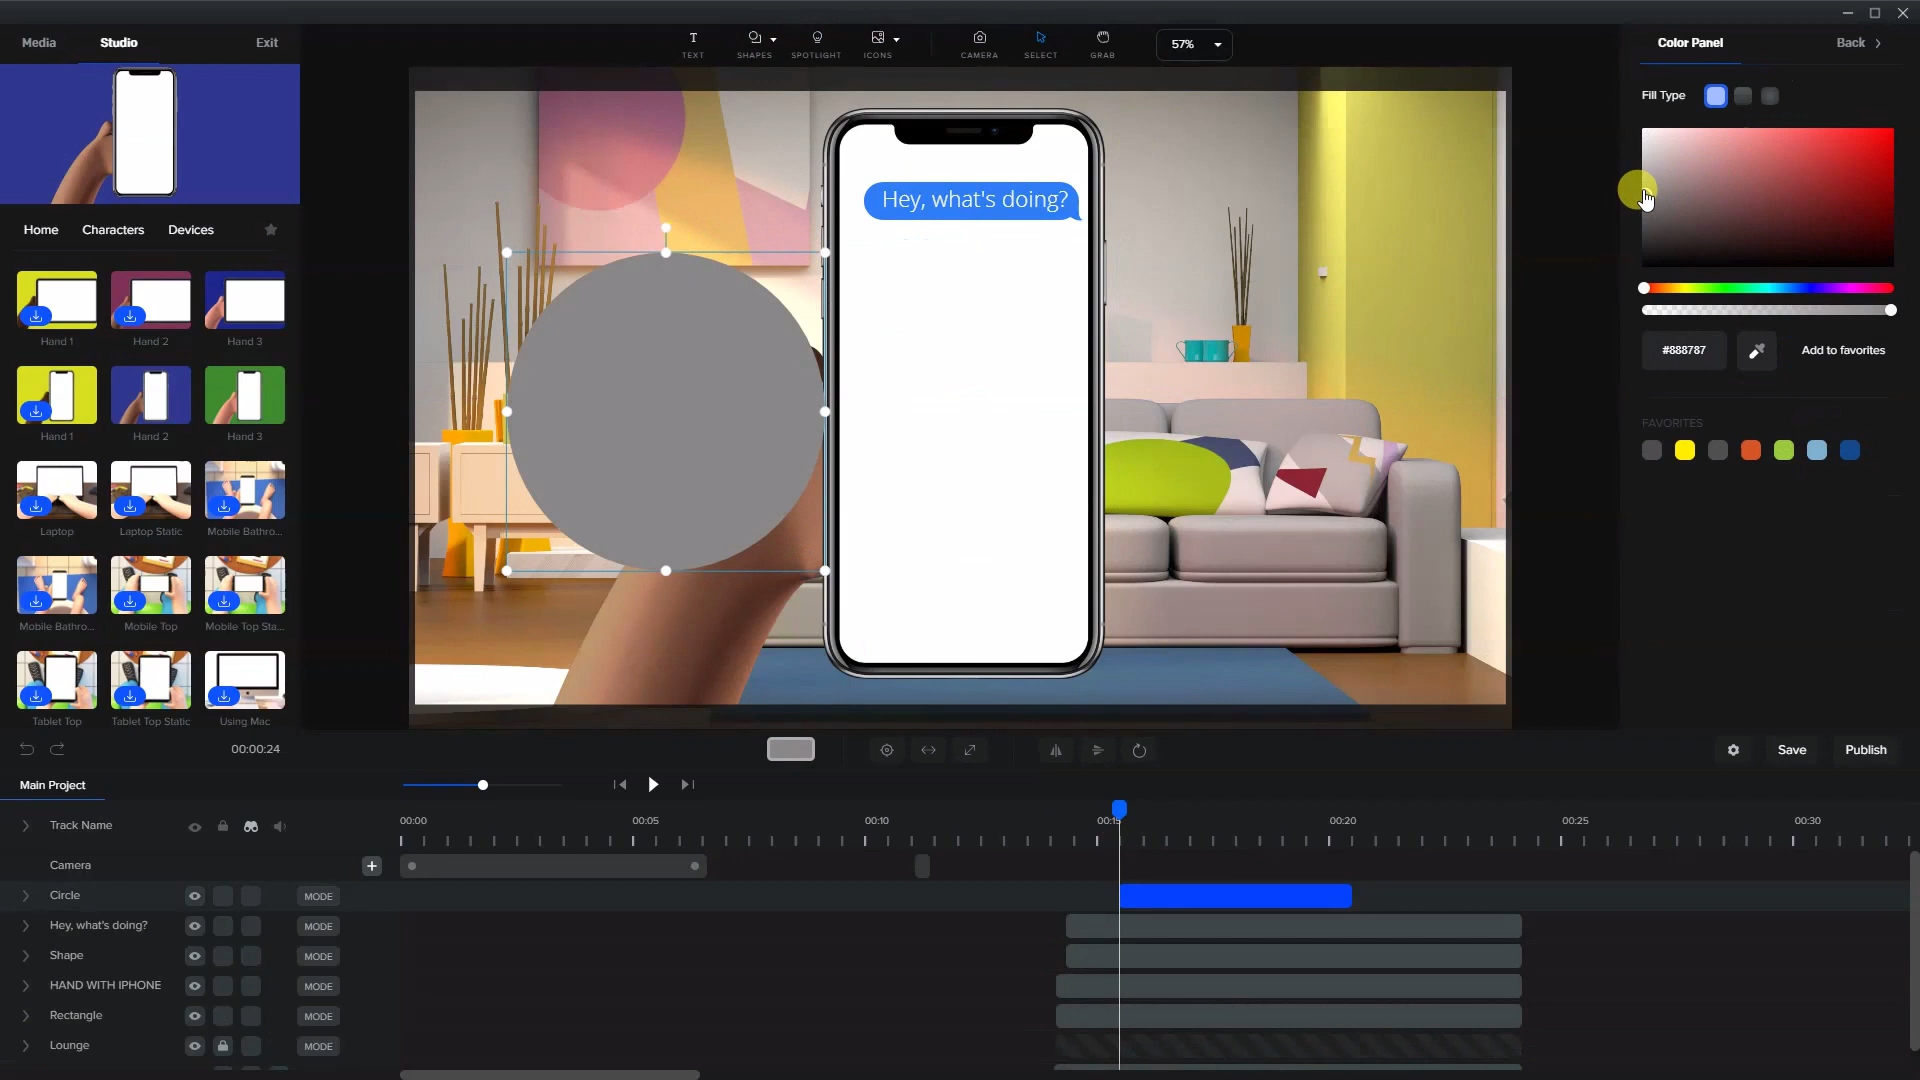 Media
Studio
Exit
TEXT
SHAPES
SPOTLIGHT
ICONS
CAMERA
SELECT
GRAB
57%
Color Panel
Back
Fill Type
#888787
Add to favorites
FAVORITES
Home
Characters
Devices
Hand 1
Hand 2
Hand 3
Hand 1
Hand 2
Hand 3
Laptop
Laptop Static
Mobile Bathro...
Mobile Bathro...
Mobile Top
Mobile Top Sta...
Tablet Top
Tablet Top Static
Using Mac
Hey, what's doing?
00:00:24
Save
Publish
Main Project
Track Name
00:00
00:05
00:10
00:15
00:20
00:25
00:30
Camera
Circle
MODE
Hey, what's doing?
MODE
Shape
MODE
HAND WITH IPHONE
MODE
Rectangle
MODE
Lounge
MODE